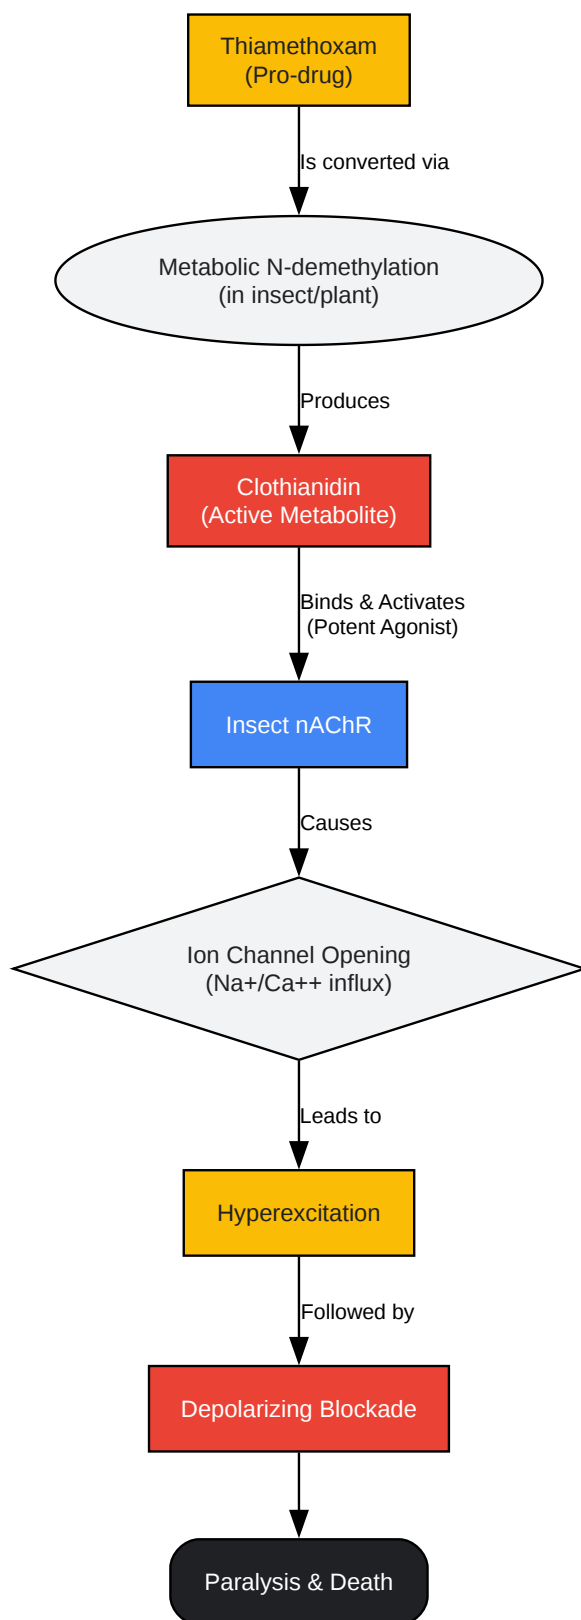 Thiamethoxam
(Pro-drug)
Is converted via
Metabolic N-demethylation
(in insect/plant)
Produces
Clothianidin
(Active Metabolite)
Binds & Activates
(Potent Agonist)
Insect nAChR
Causes
Ion Channel Opening
(Na+/Ca++ influx)
Leads to
Hyperexcitation
Followed by
Depolarizing Blockade
Paralysis & Death